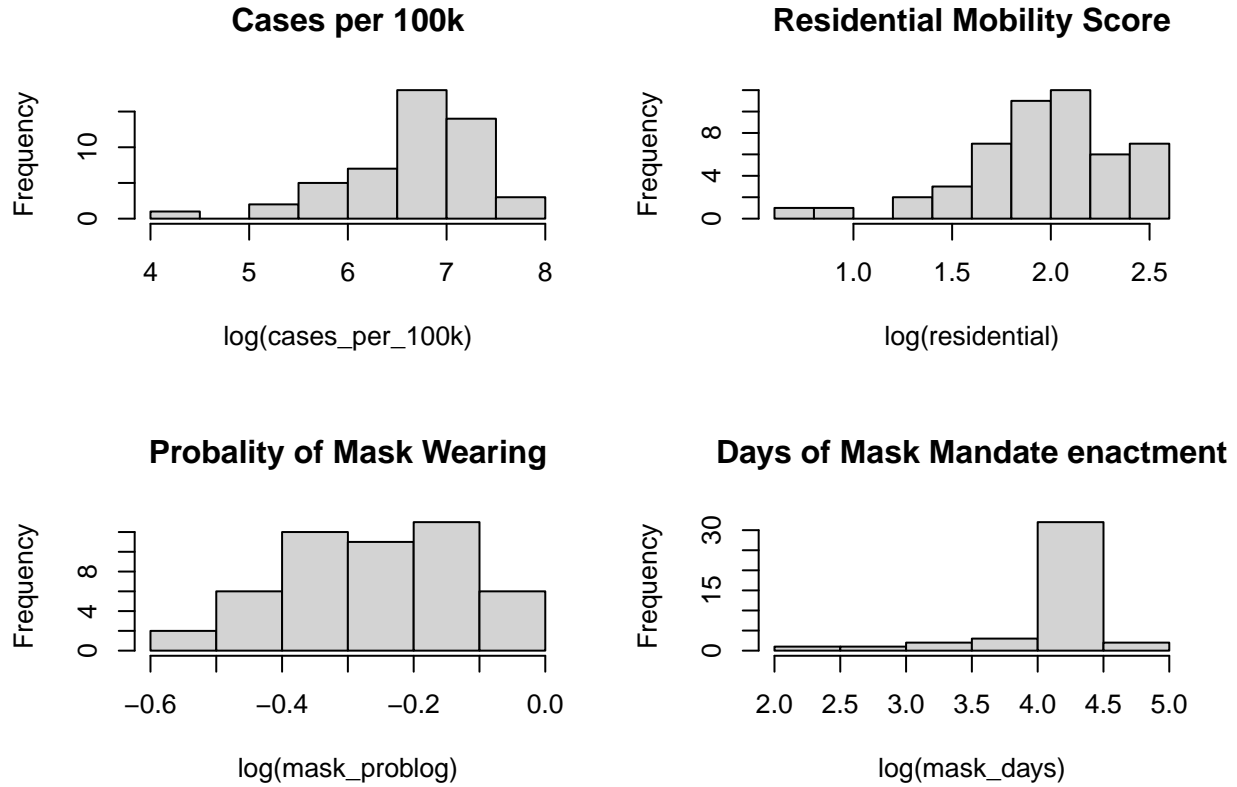 Cases per 100k
Frequency
0
10
4 5 6 7 8
log(cases_per_100k)
Residential Mobility Score
Frequency
0
4
8
1.0 1.5 2.0 2.5
log(residential)
Probality of Mask Wearing
Frequency
0
4
8
−0.6 −0.4 −0.2 0.0
log(mask_problog)
Days of Mask Mandate enactment
Frequency
0
15
30
2.0 2.5 3.0 3.5 4.0 4.5 5.0
log(mask_days)